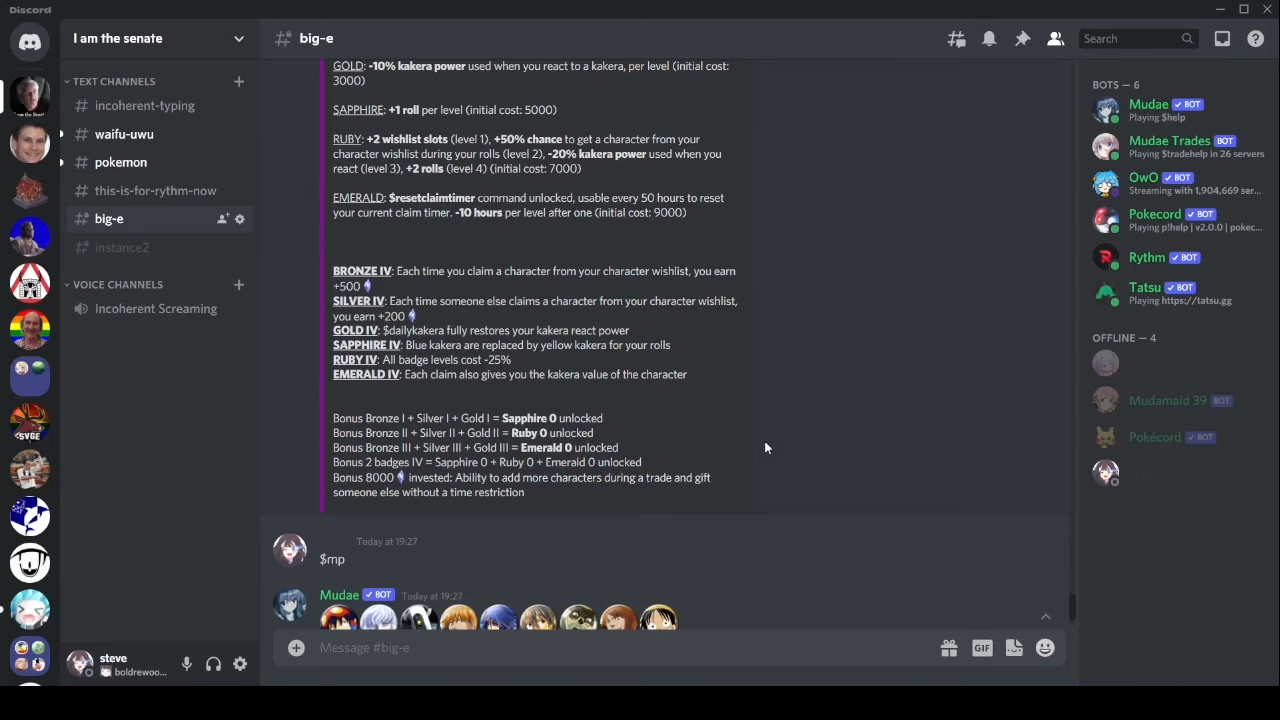 Discord
I am the senate
TEXT CHANNELS
incoherent-typing
waifu-uwu
pokemon
this-is-for-rythm-now
big-e
instance2
VOICE CHANNELS
Incoherent Screaming
steve
boldrewoo...
SVGE
big-e
Search
GOLD: -10% kakera power used when you react to a kakera, per level (initial cost:
3000)
SAPPHIRE: +1 roll per level (initial cost: 5000)
RUBY: +2 wishlist slots (level 1), +50% chance to get a character from your
character wishlist during your rolls (level 2), -20% kakera power used when you
react (level 3), +2 rolls (level 4) (initial cost: 7000)
EMERALD: $resetclaimtimer command unlocked, usable every 50 hours to reset
your current claim timer. -10 hours per level after one (initial cost: 9000)
BRONZE IV: Each time you claim a character from your character wishlist, you earn
+500
SILVER IV: Each time someone else claims a character from your character wishlist,
you earn +200
GOLD IV: $dailykakera fully restores your kakera react power
SAPPHIRE IV: Blue kakera are replaced by yellow kakera for your rolls
RUBY IV: All badge levels cost -25%
EMERALD IV: Each claim also gives you the kakera value of the character
Bonus Bronze I + Silver I + Gold I = Sapphire 0 unlocked
Bonus Bronze II + Silver II + Gold II = Ruby 0 unlocked
Bonus Bronze III + Silver III + Gold III = Emerald 0 unlocked
Bonus 2 badges IV = Sapphire 0 + Ruby 0 + Emerald 0 unlocked
Bonus 8000 invested: Ability to add more characters during a trade and gift
someone else without a time restriction
Today at 19:27
$mp
Mudae BOT Today at 19:27
Message #big-e
GIF
BOTS — 6
Mudae BOT
Playing $help
Mudae Trades BOT
Playing $tradehelp in 26 servers
OwO BOT
Streaming with 1,904,669 ser...
Pokecord BOT
Playing p!help | v2.0.0 | pokec...
Rythm BOT
Tatsu BOT
Playing https://tatsu.gg
OFFLINE — 4
Mudamaid 39 BOT
Pokécord BOT